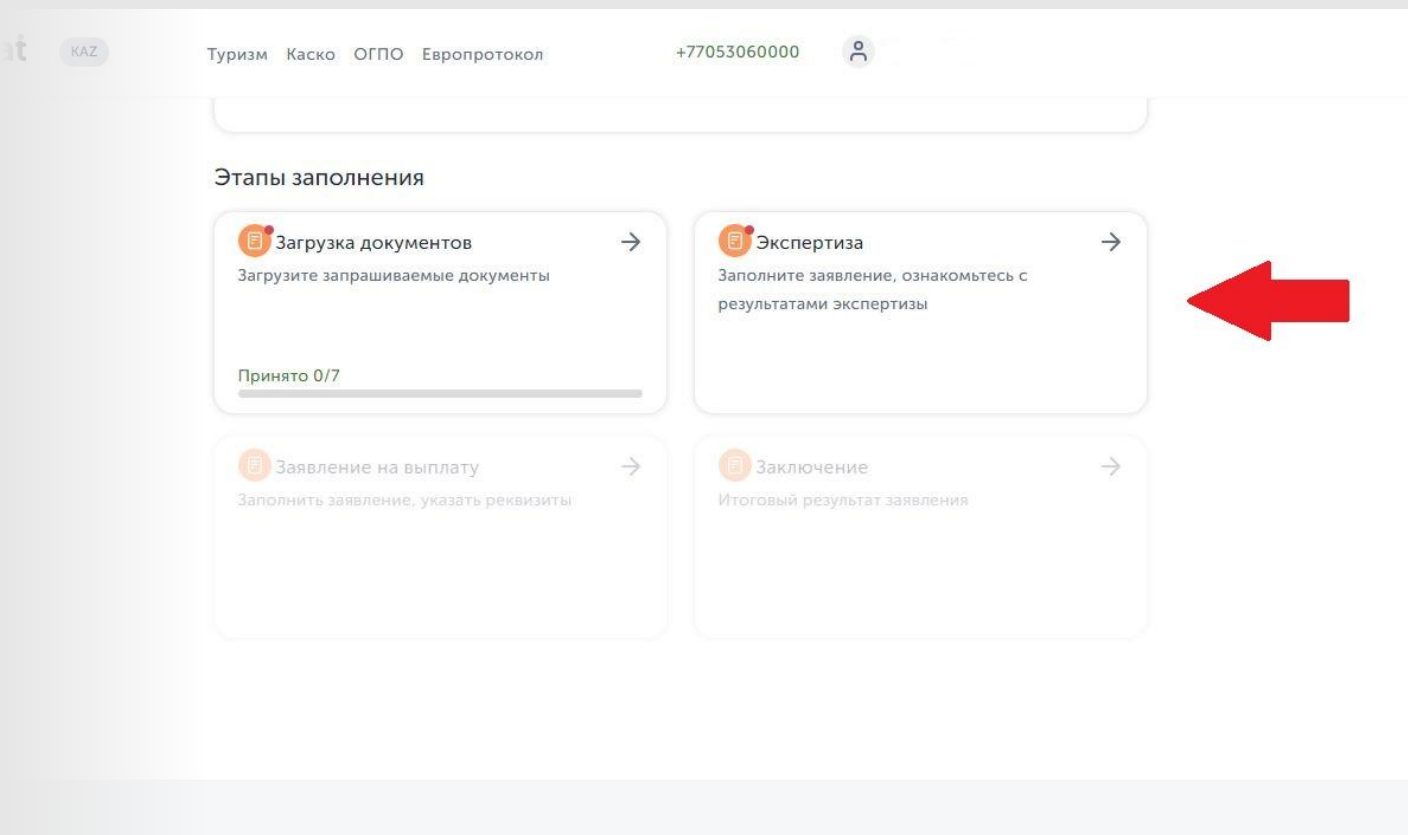 KAZ
Туризм Каско ОГПО Европротокол
+77053060000
Этапы заполнения
Загрузка документов
Загрузите запрашиваемые документы
Принято 0/7
Экспертиза
Заполните заявление, ознакомьтесь с
результатами экспертизы
Заявление на выплату
Заполнить заявление, указать реквизиты
Заключение
Итоговый результат заявления